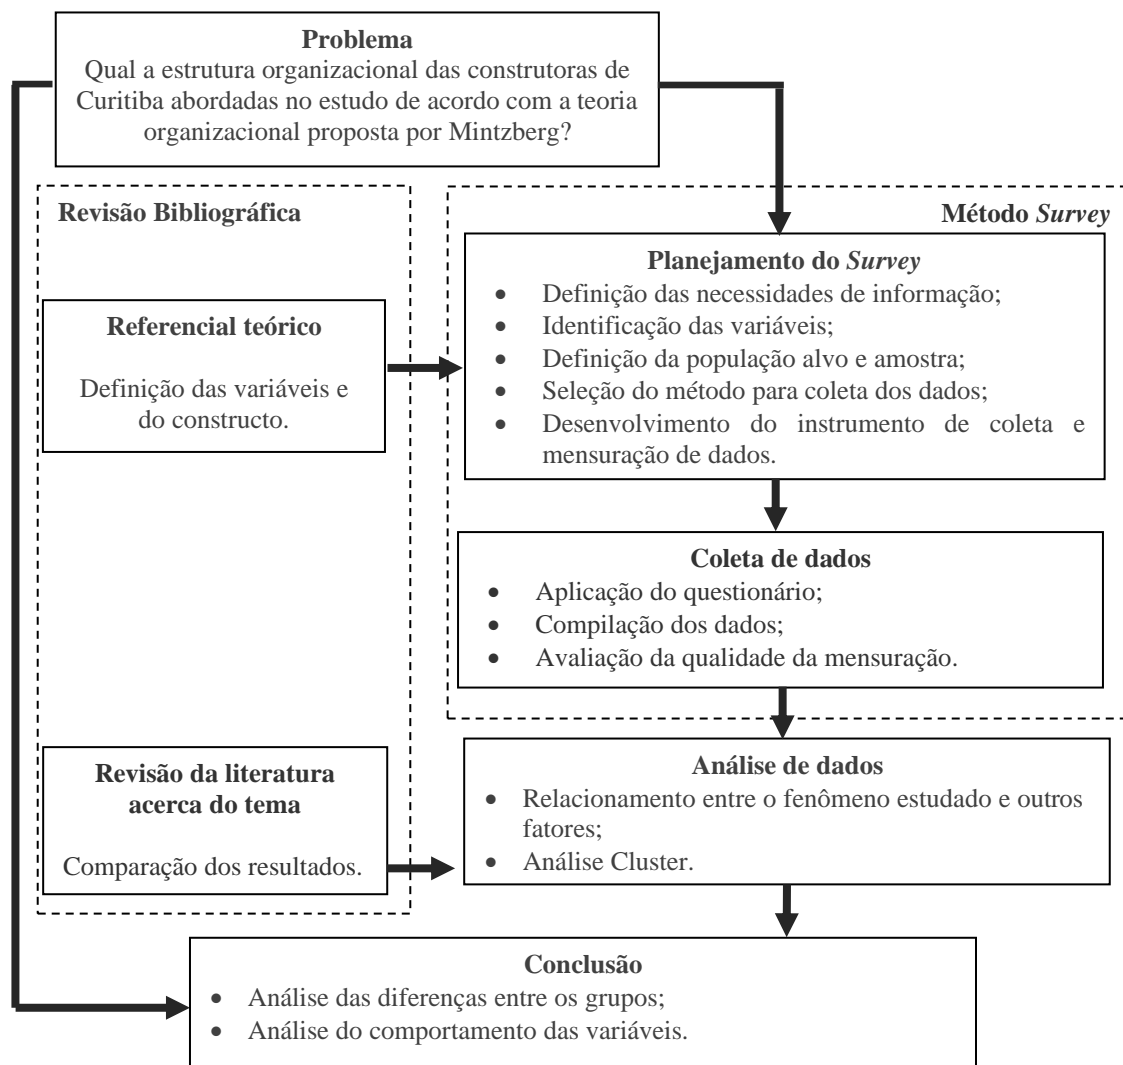 Problema
Qual a estrutura organizacional das construtoras de
Curitiba abordadas no estudo de acordo com a teoria
organizacional proposta por Mintzberg?
Revisão Bibliográfica
Referencial teórico
Definição das variáveis e
do constructo.
Revisão da literatura
acerca do tema
Comparação dos resultados.
Método Survey
Planejamento do Survey
• Definição das necessidades de informação;
• Identificação das variáveis;
• Definição da população alvo e amostra;
• Seleção do método para coleta dos dados;
• Desenvolvimento do instrumento de coleta e
mensuração de dados.
Coleta de dados
• Aplicação do questionário;
• Compilação dos dados;
• Avaliação da qualidade da mensuração.
Análise de dados
• Relacionamento entre o fenômeno estudado e outros
fatores;
• Análise Cluster.
Conclusão
• Análise das diferenças entre os grupos;
• Análise do comportamento das variáveis.